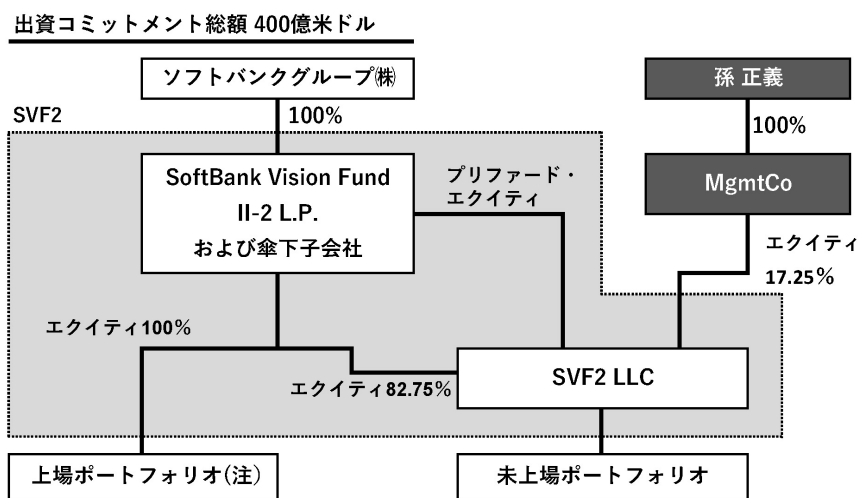 出資コミットメント総額 400億米ドル
ソフトバンクグループ㈱
孫 正義
SVF2
100%
100%
SoftBank Vision Fund
II-2 L.P.
および傘下子会社
プリファード・
エクイティ
MgmtCo
エクイティ
17.25%
エクイティ100%
エクイティ82.75%
SVF2 LLC
上場ポートフォリオ(注)
未上場ポートフォリオ